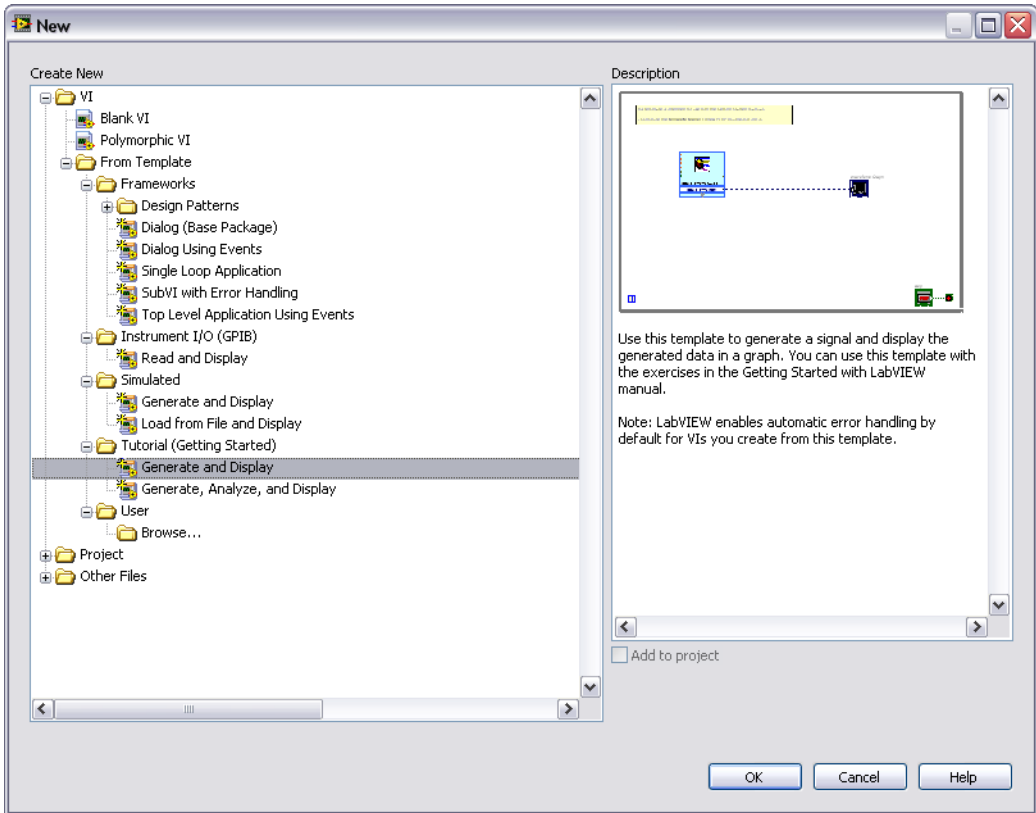 New
Create New
VI
Blank VI
Polymorphic VI
From Template
Frameworks
Design Patterns
Dialog (Base Package)
Dialog Using Events
Single Loop Application
SubVI with Error Handling
Top Level Application Using Events
Instrument I/O (GPIB)
Read and Display
Simulated
Generate and Display
Load from File and Display
Tutorial (Getting Started)
Generate and Display
Generate, Analyze, and Display
User
Browse...
Project
Other Files
Description
Use this template to generate a signal and display the
generated data in a graph. You can use this template with
the exercises in the Getting Started with LabVIEW
manual.
Note: LabVIEW enables automatic error handling by
default for VIs you create from this template.
Add to project
OK
Cancel
Help